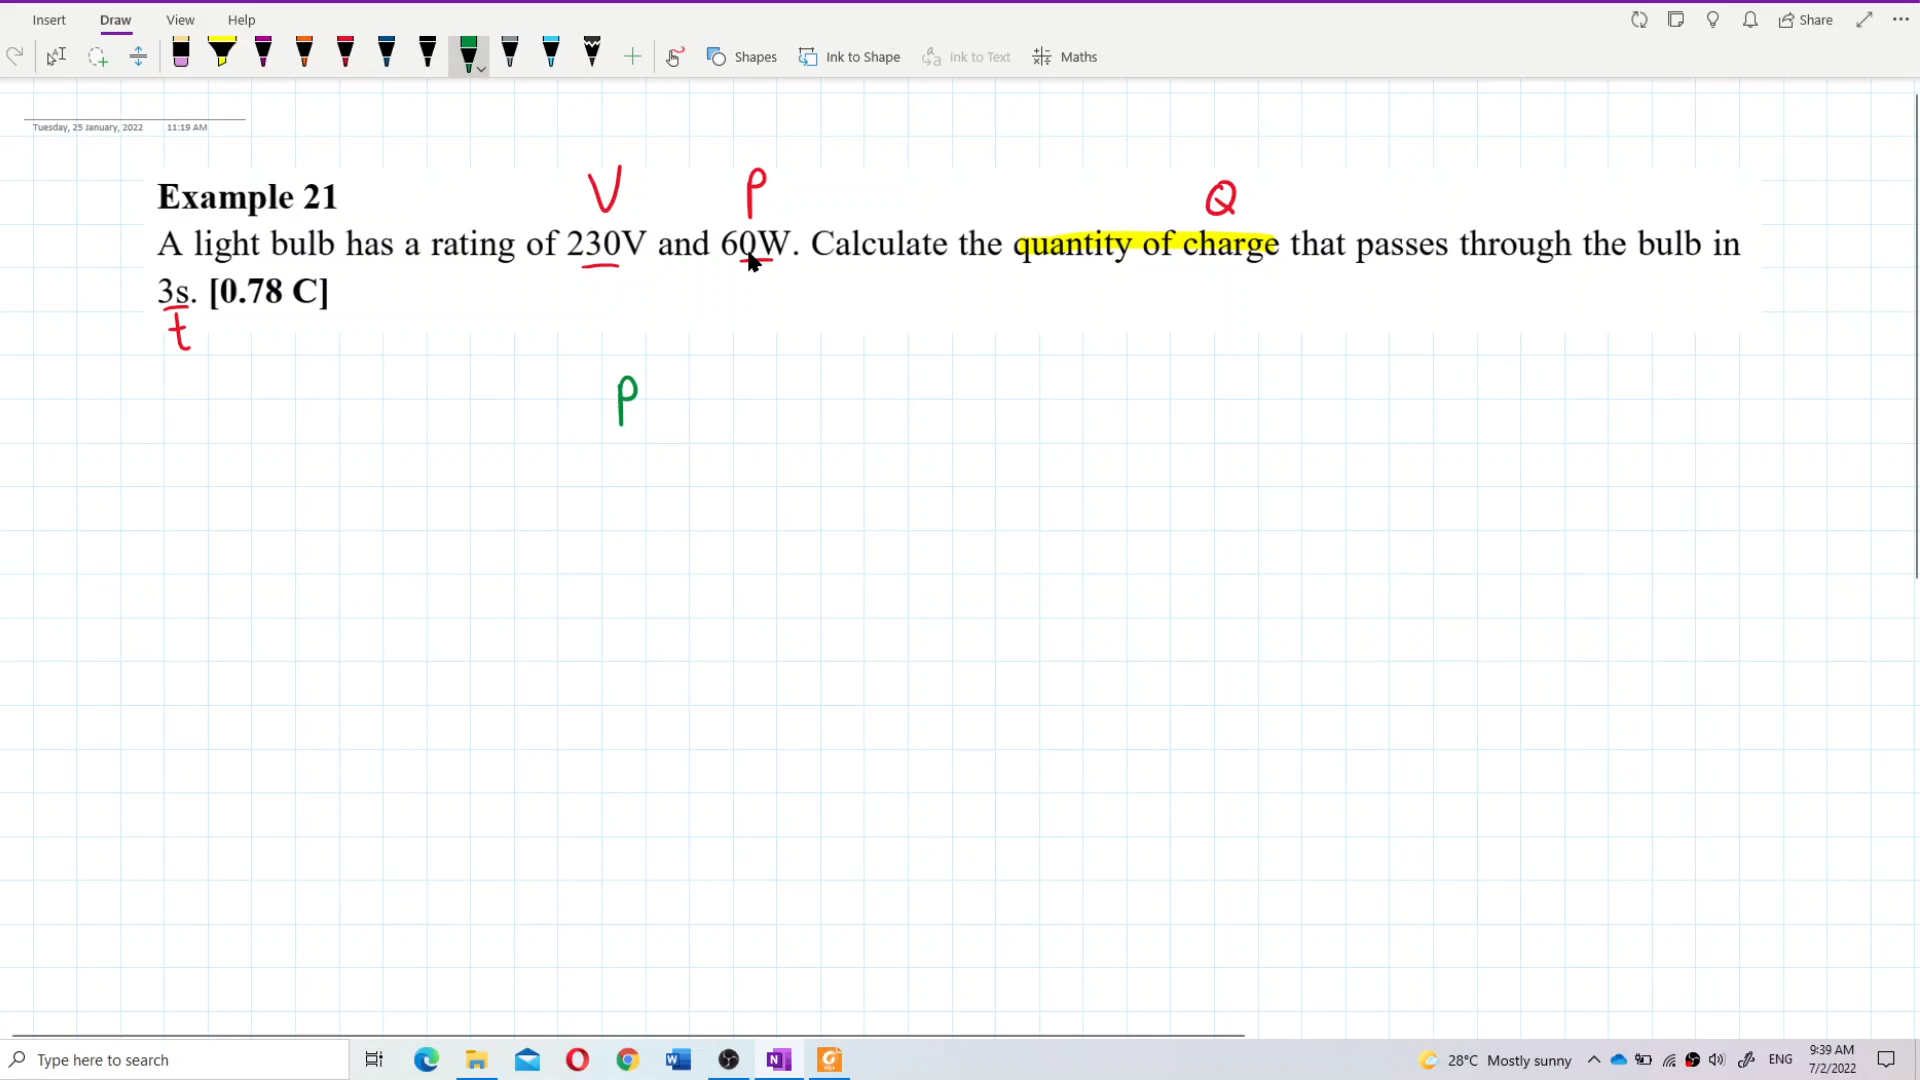 Insert Draw View Help Share
Shapes Ink to Shape Ink to Text Maths
Tuesday, 25 January, 2022 11:19 AM
V P Q
Example 21
A light bulb has a rating of 230V and 60W. Calculate the quantity of charge that passes through the bulb in
3s. [0.78 C]
t
P
Type here to search
28°C Mostly sunny
ENG
9:39 AM
7/2/2022